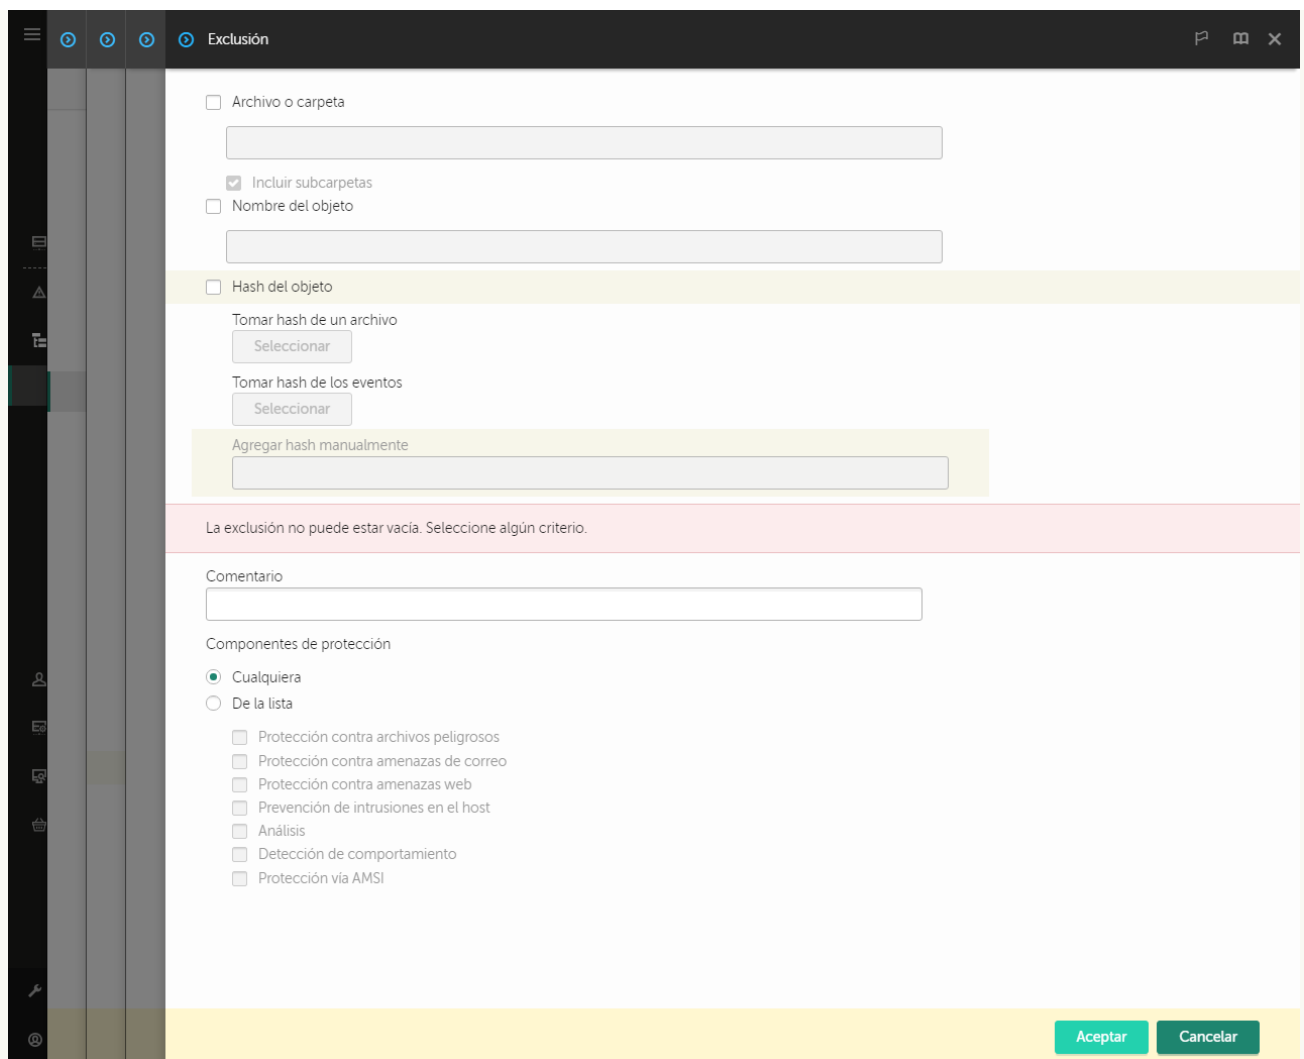 Exclusión
Archivo o carpeta
Incluir subcarpetas
Nombre del objeto
Hash del objeto
Tomar hash de un archivo
Seleccionar
Tomar hash de los eventos
Seleccionar
Agregar hash manualmente
La exclusión no puede estar vacía. Seleccione algún criterio.
Comentario
Componentes de protección
Cualquiera
De la lista
Protección contra archivos peligrosos
Protección contra amenazas de correo
Protección contra amenazas web
Prevención de intrusiones en el host
Análisis
Detección de comportamiento
Protección vía AMSI
Aceptar Cancelar